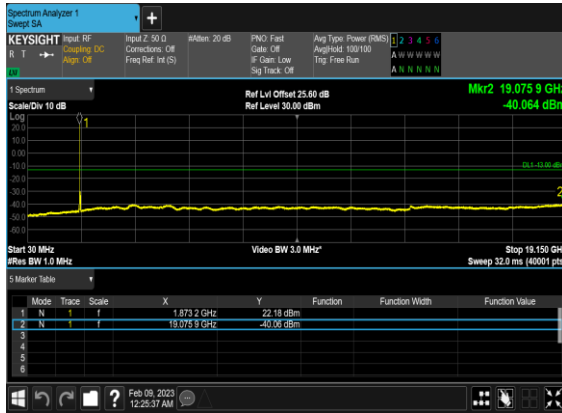 Spectrum Analyzer 1
Swept SA
+
KEYSIGHT Input: RF Input Z: 50 Ω #Atten: 20 dB PNO: Fast Avg Type: Power (RMS) 1 2 3 4 5 6
R T Coupling: DC Corrections: Off Gate: Off Avg|Hold: 100/100 A W W W W W
Align: Off Freq Ref: Int (S) IF Gain: Low Trig: Free Run
Sig Track: Off A N N N N N
LXI
1 Spectrum
Ref Lvl Offset 25.60 dB Mkr2 19.075 9 GHz
Scale/Div 10 dB Ref Level 30.00 dBm -40.064 dBm
Log
1
20.0
10.0
0.00
-10.0
DL1 -13.00 dBm
-20.0
-30.0
2
-40.0
-50.0
-60.0
Start 30 MHz Video BW 3.0 MHz* Stop 19.150 GHz
#Res BW 1.0 MHz Sweep 32.0 ms (40001 pts)
5 Marker Table
Mode Trace Scale X Y Function Function Width Function Value
1 N 1 f 1.873 2 GHz 22.18 dBm
2 N 1 f 19.075 9 GHz -40.06 dBm
3
4
5
6
? Feb 09, 2023
12:25:37 AM